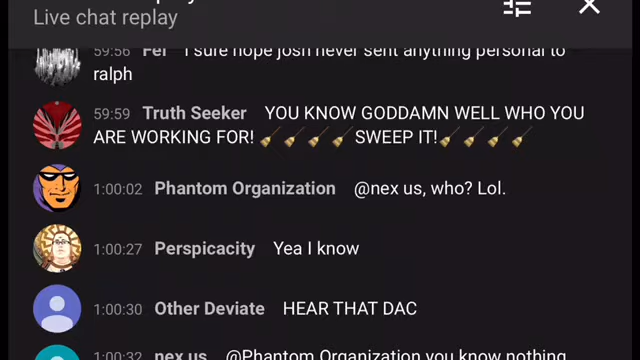 Live chat replay
59:56 Fei I sure hope josh never sent anything personal to
ralph
59:59 Truth Seeker YOU KNOW GODDAMN WELL WHO YOU
ARE WORKING FOR! 🧹🧹🧹🧹SWEEP IT!🧹🧹🧹🧹
1:00:02 Phantom Organization @nex us, who? Lol.
1:00:27 Perspicacity Yea I know
1:00:30 Other Deviate HEAR THAT DAC
1:00:32 nex us @Phantom Organization you know nothing